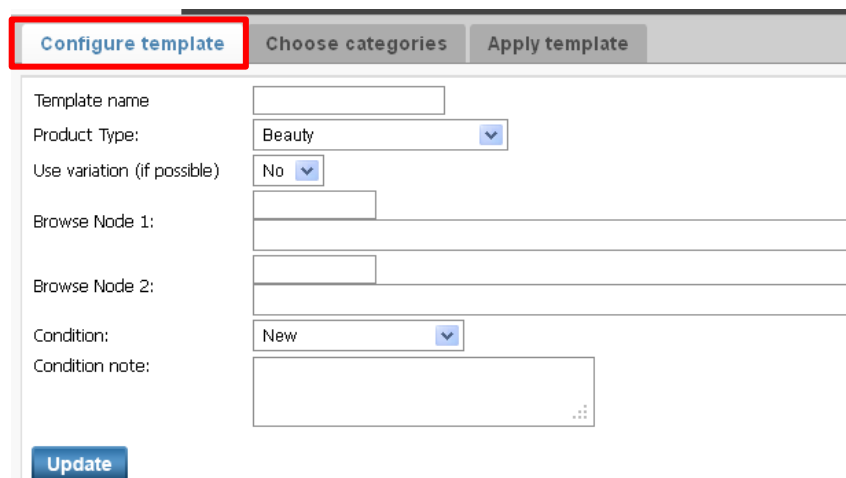 Configure template Choose categories Apply template
Template name
Product Type: Beauty
Use variation (if possible) No
Browse Node 1:
Browse Node 2:
Condition: New
Condition note:
Update